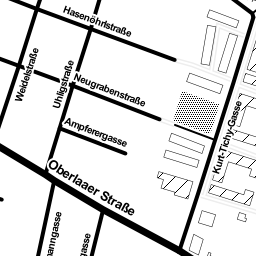 Hasenöhrlstraße
Weidelstraße
Uhligstraße
Neugrabenstraße
Ampferergasse
Kurt-Tichy-Gasse
Oberlaaer Straße